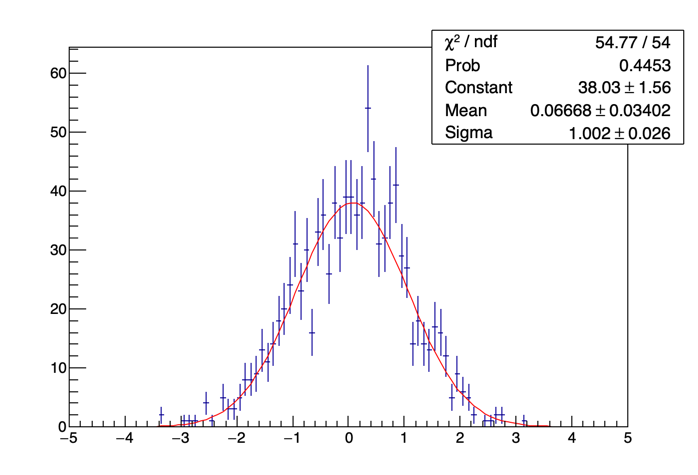 χ² / ndf 54.77 / 54
Prob 0.4453
Constant 38.03 ± 1.56
Mean 0.06668 ± 0.03402
Sigma 1.002 ± 0.026
60
50
40
30
20
10
0
−5 −4 −3 −2 −1 0 1 2 3 4 5